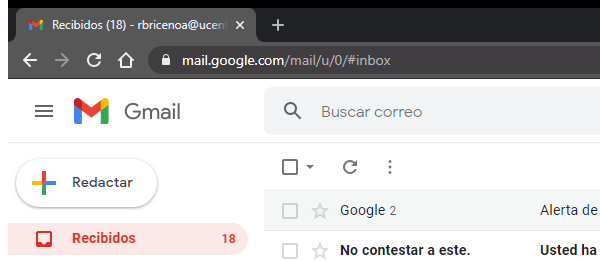 Recibidos (18) - rbricenoa@ucen
mail.google.com/mail/u/0/#inbox
Gmail
Buscar correo
Redactar
Google 2 Alerta de
Recibidos 18
No contestar a este. Usted ha